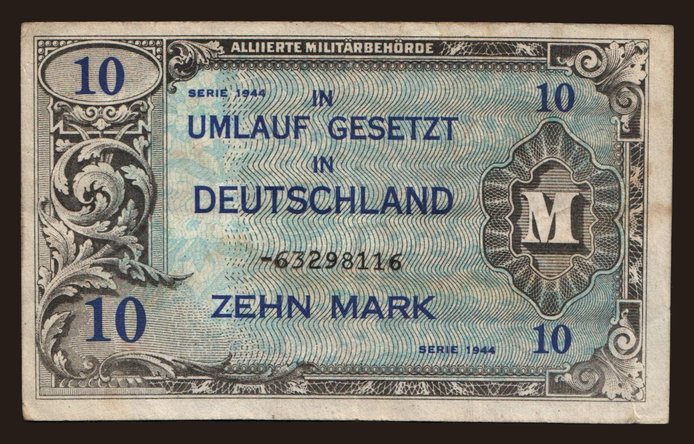 ALLIIERTE MILITÄRBEHÖRDE
10
SERIE 1944
IN
10
UMLAUF GESETZT
IN
DEUTSCHLAND
M
-63298116
10
ZEHN MARK
SERIE 1944
10